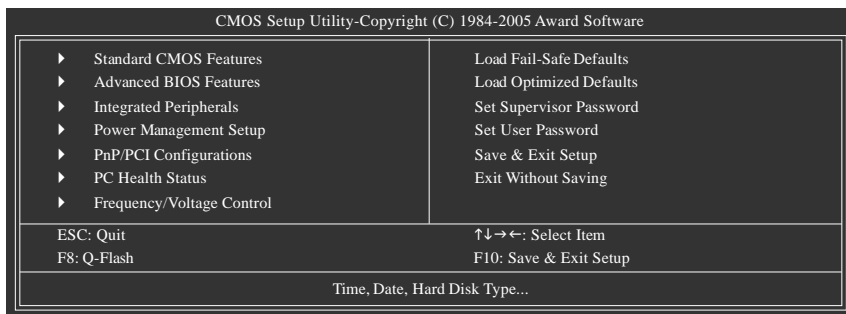 CMOS Setup Utility-Copyright (C) 1984-2005 Award Software
Standard CMOS Features
Advanced BIOS Features
Integrated Peripherals
Power Management Setup
PnP/PCI Configurations
PC Health Status
Frequency/Voltage Control
Load Fail-Safe Defaults
Load Optimized Defaults
Set Supervisor Password
Set User Password
Save & Exit Setup
Exit Without Saving
ESC: Quit
F8: Q-Flash
↑↓→←: Select Item
F10: Save & Exit Setup
Time, Date, Hard Disk Type...